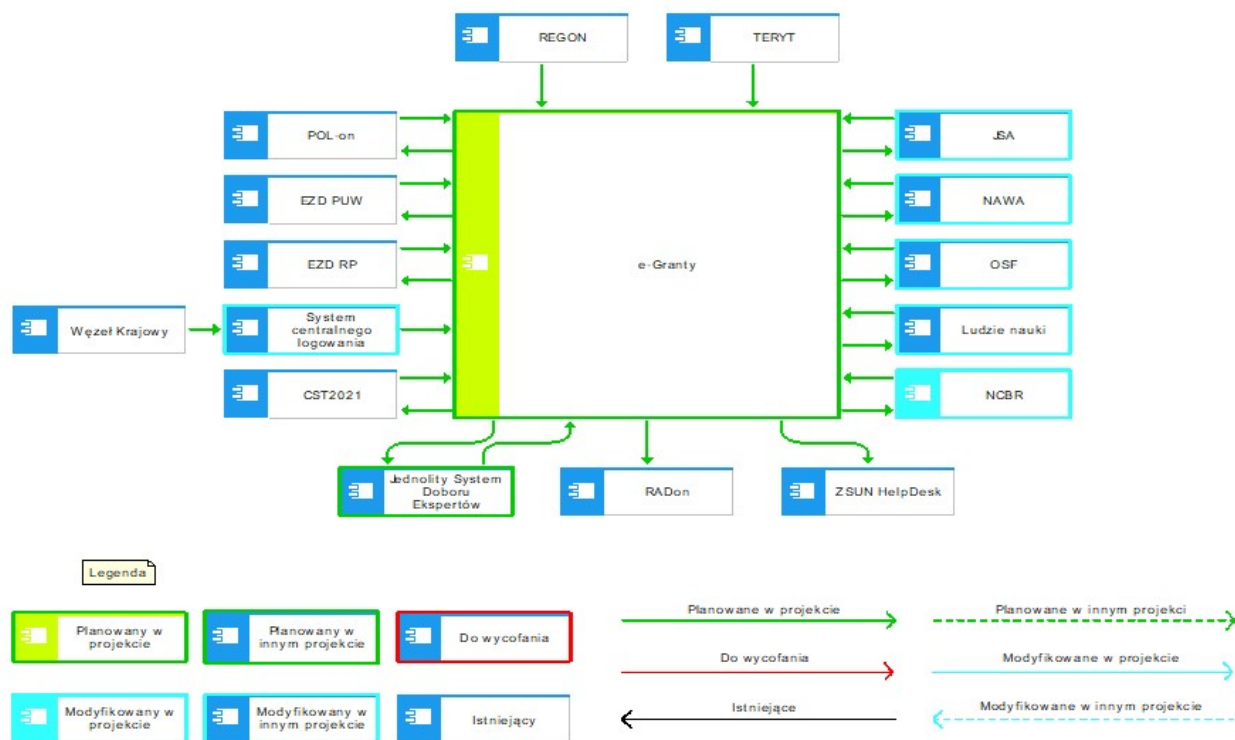 REGON
TERYT
POL-on
JSA
EZD PUW
NAWA
EZD RP
e-Granty
OSF
Węzeł Krajowy
System
centralnego
logowania
Ludzie nauki
CST2021
NCBR
Jednolity System
Doboru
Ekspertów
RADon
ZSUN HelpDesk
Legenda
Planowany w
projekcie
Planowany w
innym projekcie
Do wycofania
Planowane w projekcie
Planowane w innym projekci
Do wycofania
Modyfikowane w projekcie
Modyfikowany w
projekcie
Modyfikowany w
innym projekcie
Istniejący
Istniejące
Modyfikowane w innym projekcie